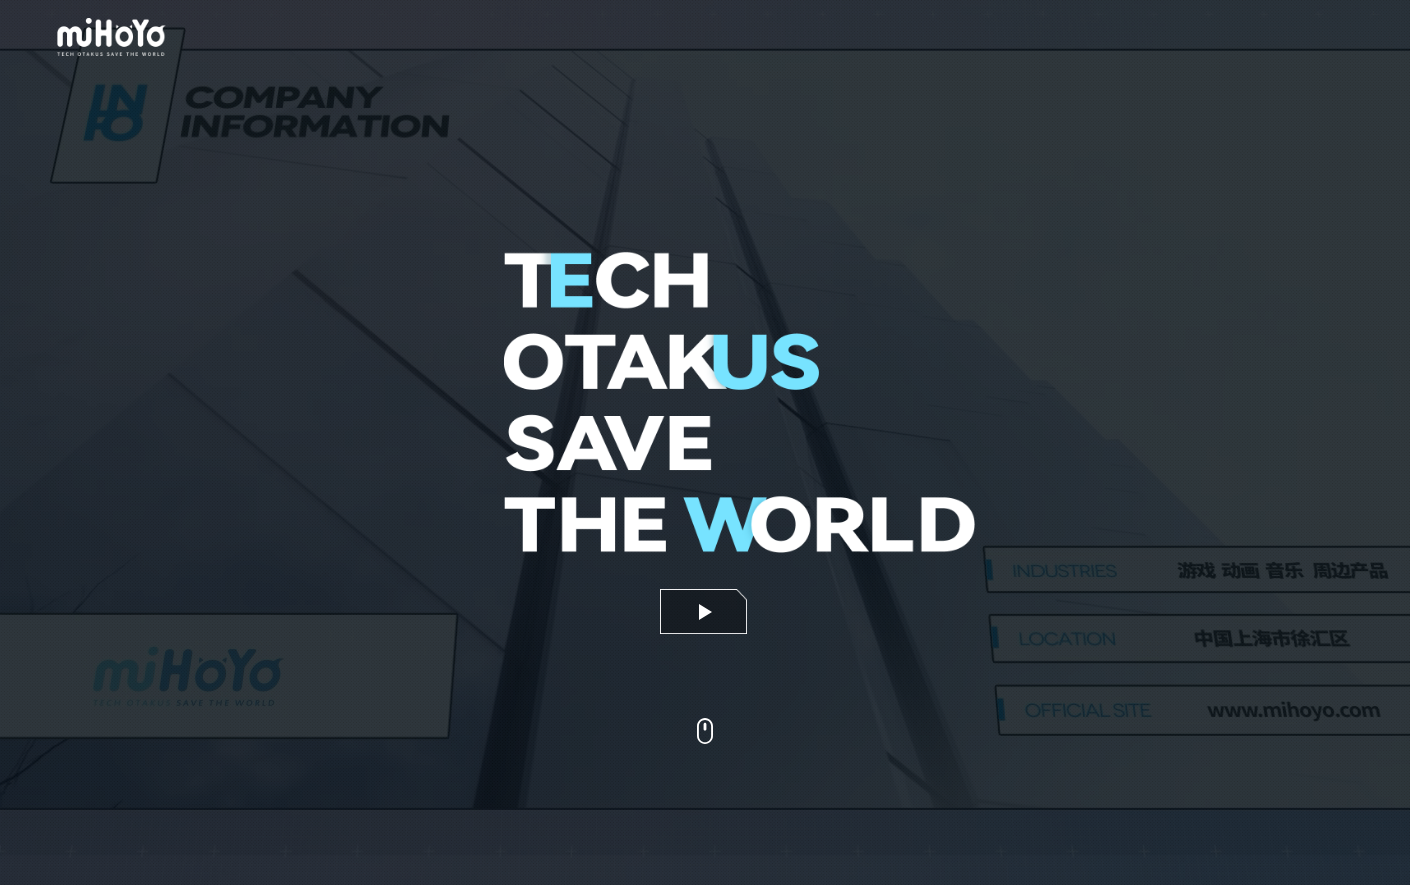 miHoYo
TECH OTAKUS SAVE THE WORLD
INFO
COMPANY
INFORMATION
TECH
OTAKUS
SAVE
THE WORLD
INDUSTRIES 游戏 动画 音乐 周边产品
LOCATION 中国上海市徐汇区
miHoYo
TECH OTAKUS SAVE THE WORLD
OFFICIAL SITE www.mihoyo.com